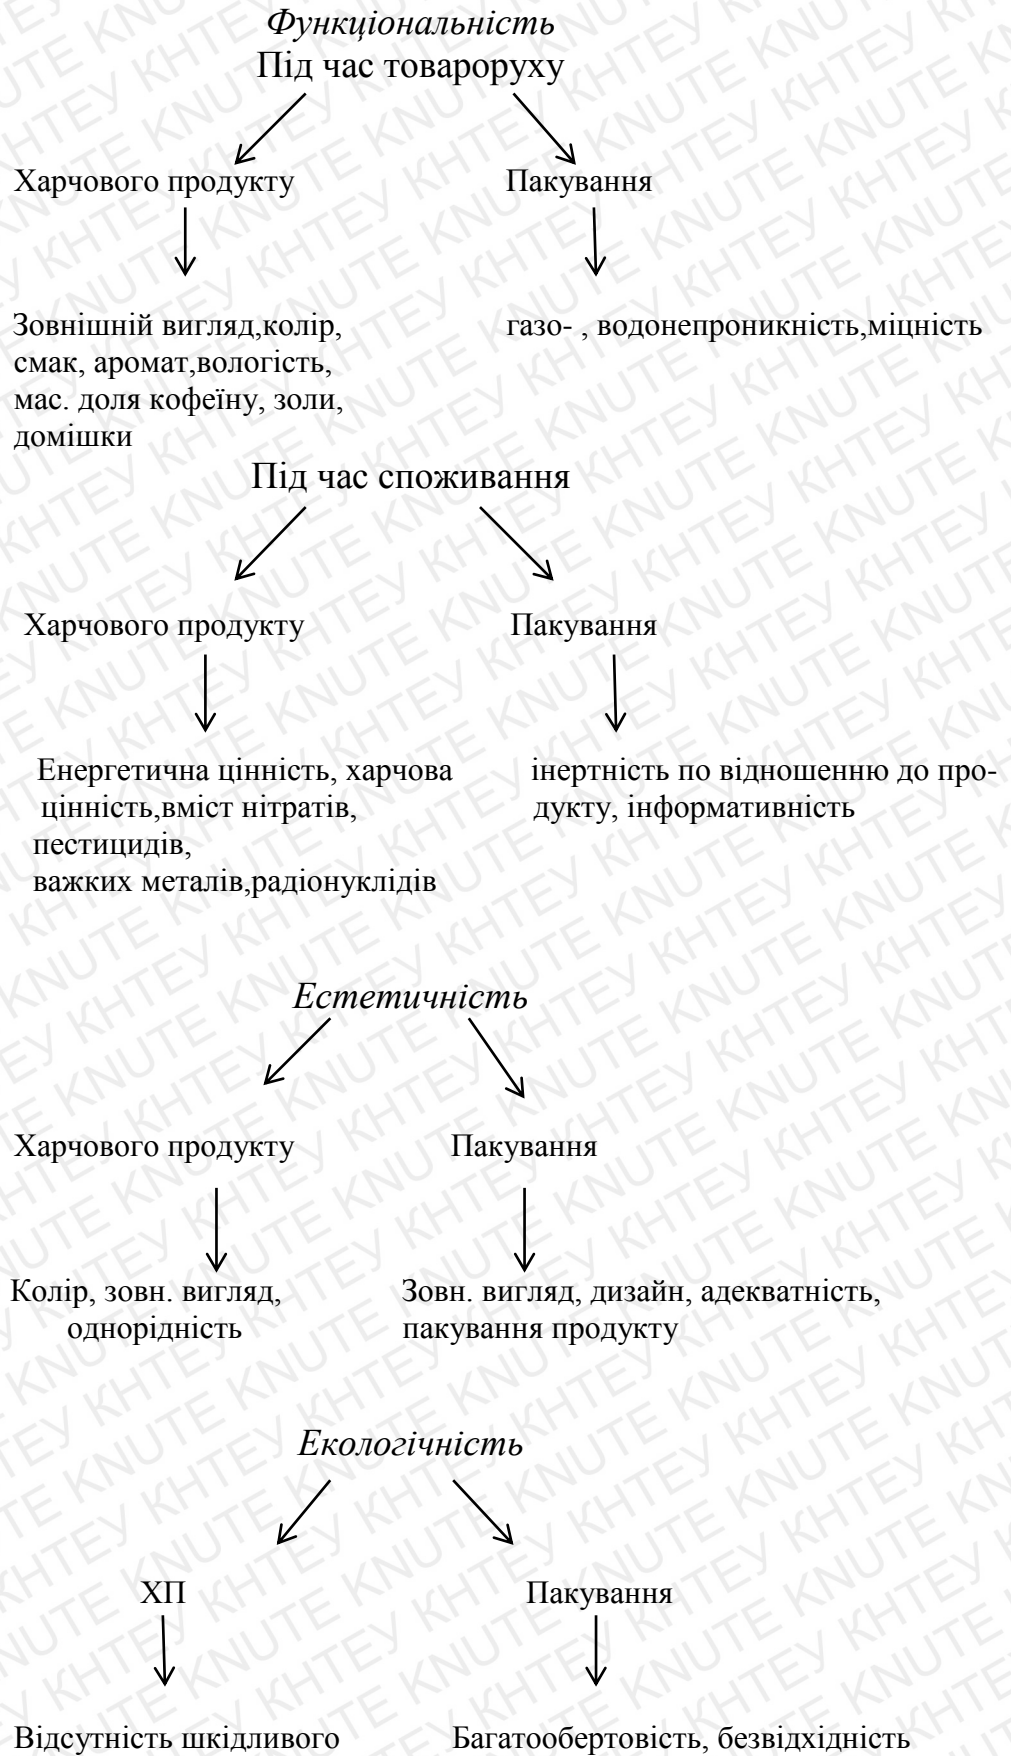 Функціональність
Під час товароруху
Харчового продукту Пакування
Зовнішній вигляд,колір, газо- , водонепроникність,міцність
смак, аромат,вологість,
мас. доля кофеїну, золи,
домішки
Під час споживання
Харчового продукту Пакування
Енергетична цінність, харчова інертність по відношенню до про-
цінність,вміст нітратів, дукту, інформативність
пестицидів,
важких металів,радіонуклідів
Естетичність
Харчового продукту Пакування
Колір, зовн. вигляд, Зовн. вигляд, дизайн, адекватність,
однорідність пакування продукту
Екологічність
ХП Пакування
Відсутність шкідливого Багатообертовість, безвідхідність